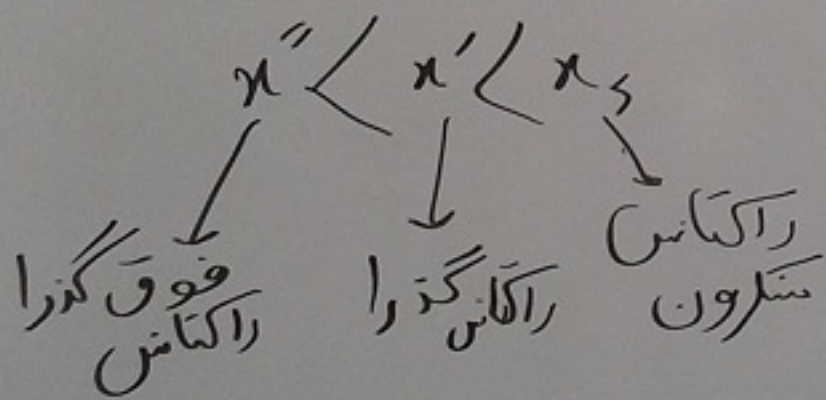 x'' < x' < xs
راکتانس
سنکرون
راکتانس گذرا
فوق گذرا
راکتانس